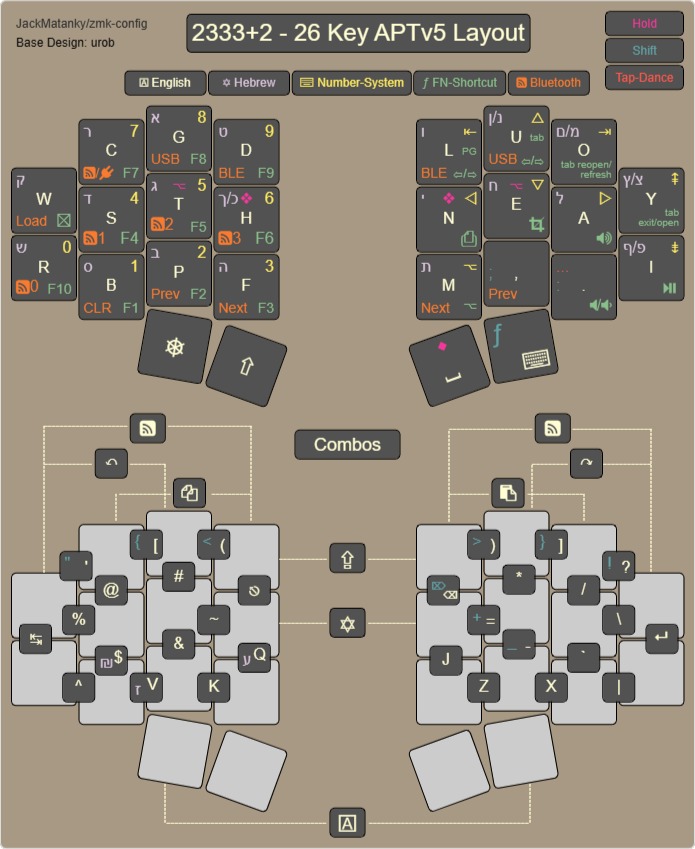 JackMatanky/zmk-config
Base Design: urob
2333+2 - 26 Key APTv5 Layout
Hold
Shift
Tap-Dance
A English
✡ Hebrew
Number-System
ƒ FN-Shortcut
Bluetooth
ר 7
C
/ F7
א 8
G
USB F8
ט 9
D
BLE F9
ק
W
Load
ד 4
S
1 F4
ג 5
T
2 F5
כ/ך 6
H
3 F6
ש 0
R
0 F10
ס 1
B
CLR F1
ב 2
P
Prev F2
ה 3
F
Next F3
ו
L PG
BLE
נ/ן
U tab
USB
מ/ם
O
tab reopen/
refresh
צ/ץ
Y
tab
exit/open
י
N
ח
E
ל
A
פ/ף
I
ת
M
Next
; ,
Prev
...
: .
ƒ
Combos
" '
{ [
< (
@
#
%
~
₪ $
&
ע Q
^
ז V
K
> )
} ]
! ?
*
/
+ =
\
J
_ -
`
Z
X
|
A